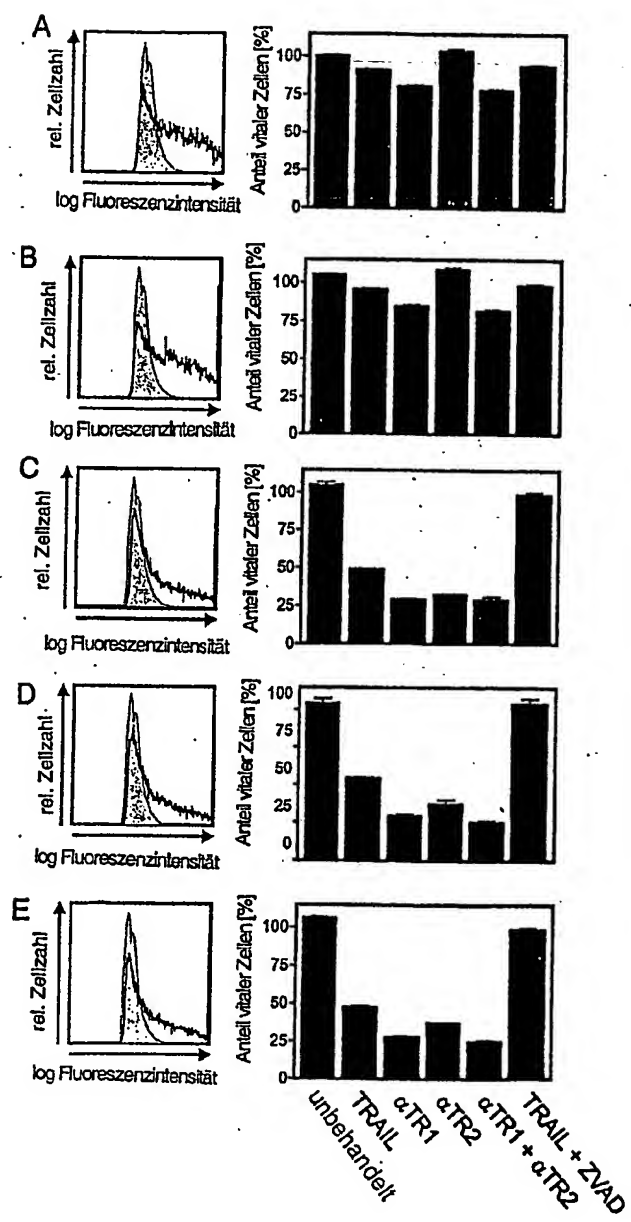 A
rel. Zellzahl
log Fluoreszenzintensität
Anteil vitaler Zellen [%]
100
75
50
25
0
B
rel. Zellzahl
log Fluoreszenzintensität
Anteil vitaler Zellen [%]
100
75
50
25
0
C
rel. Zellzahl
log Fluoreszenzintensität
Anteil vitaler Zellen [%]
100
75
50
25
0
D
rel. Zellzahl
log Fluoreszenzintensität
Anteil vitaler Zellen [%]
100
50
25
0
E
rel. Zellzahl
log Fluoreszenzintensität
Anteil vitaler Zellen [%]
100
75
50
25
0
unbehandelt
TRAIL
αTR1
αTR2
αTR1 + αTR2
TRAIL + ZVAD